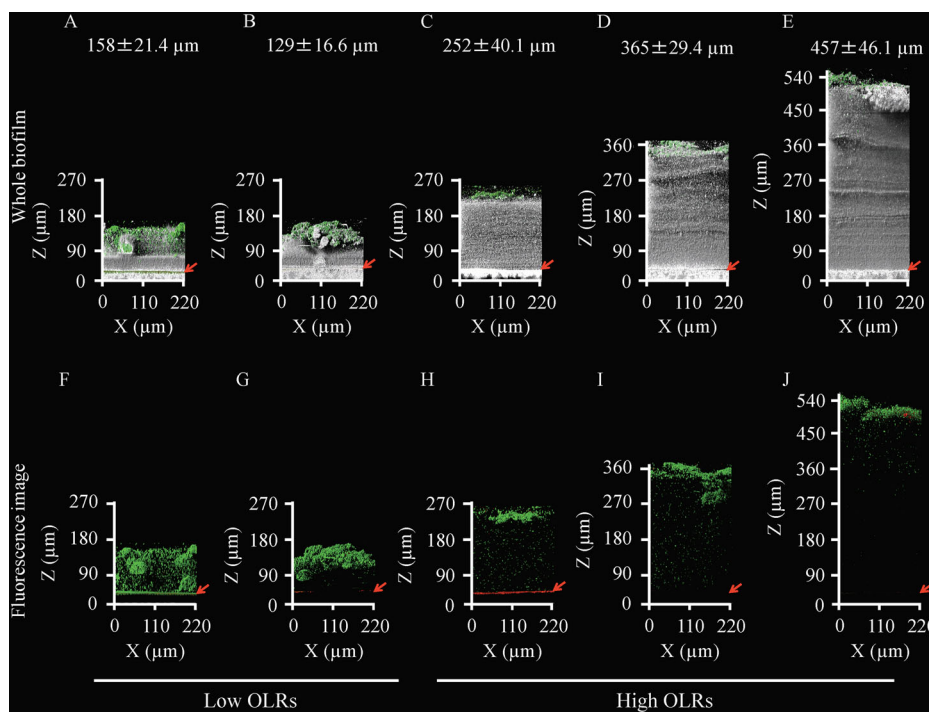 A B C D E
158±21.4 µm 129±16.6 µm 252±40.1 µm 365±29.4 µm 457±46.1 µm
Whole biofilm
Z (µm) 270 180 90 0
0 110 220
X (µm)
Z (µm) 270 180 90 0
0 110 220
X (µm)
Z (µm) 270 180 90 0
0 110 220
X (µm)
Z (µm) 360 270 180 90 0
0 110 220
X (µm)
Z (µm) 540 450 360 270 180 90 0
0 110 220
X (µm)
F G H I J
Fluorescence image
Z (µm) 270 180 90 0
0 110 220
X (µm)
Z (µm) 270 180 90 0
0 110 220
X (µm)
Z (µm) 270 180 90 0
0 110 220
X (µm)
Z (µm) 360 270 180 90 0
0 110 220
X (µm)
Z (µm) 540 450 360 270 180 90 0
0 110 220
X (µm)
Low OLRs High OLRs